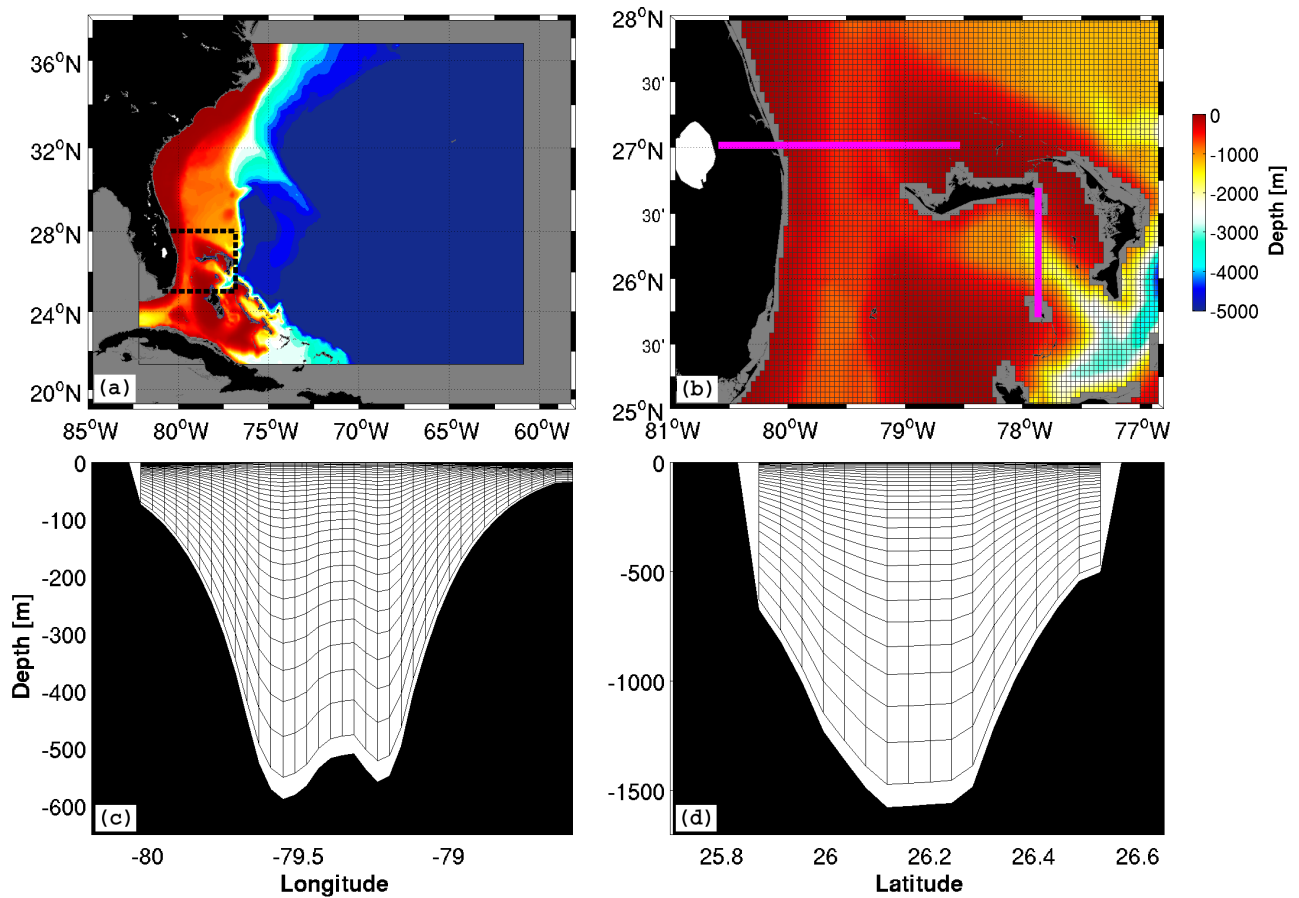 36°N
32°N
28°N
24°N
20°N
(a)
85°W 80°W 75°W 70°W 65°W 60°W
28°N
30'
27°N
30'
26°N
30'
25°N
(b)
81°W 80°W 79°W 78°W 77°W
0
-1000
-2000
-3000
-4000
-5000
Depth [m]
0
-100
-200
-300
-400
-500
-600
Depth [m]
(c)
-80 -79.5 -79
Longitude
0
-500
-1000
-1500
(d)
25.8 26 26.2 26.4 26.6
Latitude